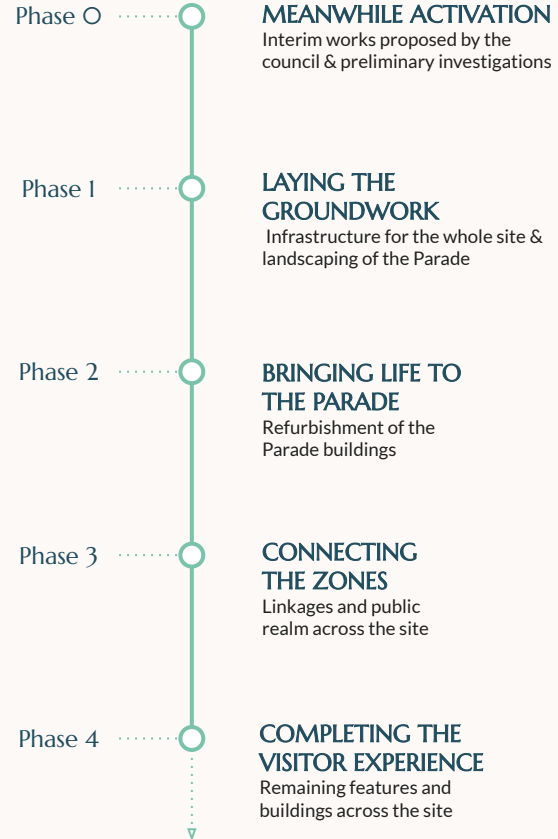 Phase 0
MEANWHILE ACTIVATION
Interim works proposed by the
council & preliminary investigations
Phase 1
LAYING THE
GROUNDWORK
Infrastructure for the whole site &
landscaping of the Parade
Phase 2
BRINGING LIFE TO
THE PARADE
Refurbishment of the
Parade buildings
Phase 3
CONNECTING
THE ZONES
Linkages and public
realm across the site
Phase 4
COMPLETING THE
VISITOR EXPERIENCE
Remaining features and
buildings across the site